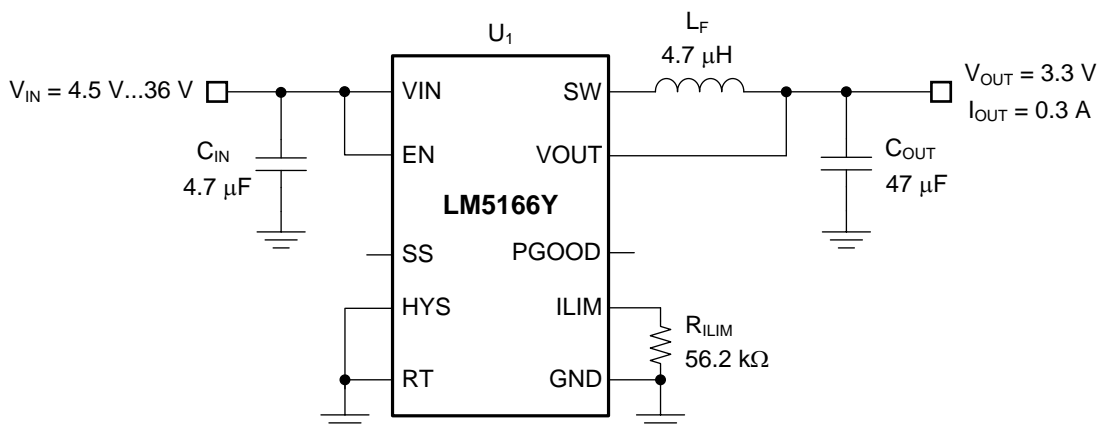 U1
LF
4.7 μH
VIN = 4.5 V...36 V
VIN
SW
VOUT = 3.3 V
IOUT = 0.3 A
CIN
4.7 μF
EN
VOUT
COUT
47 μF
LM5166Y
SS
PGOOD
HYS
ILIM
RILIM
56.2 kΩ
RT
GND